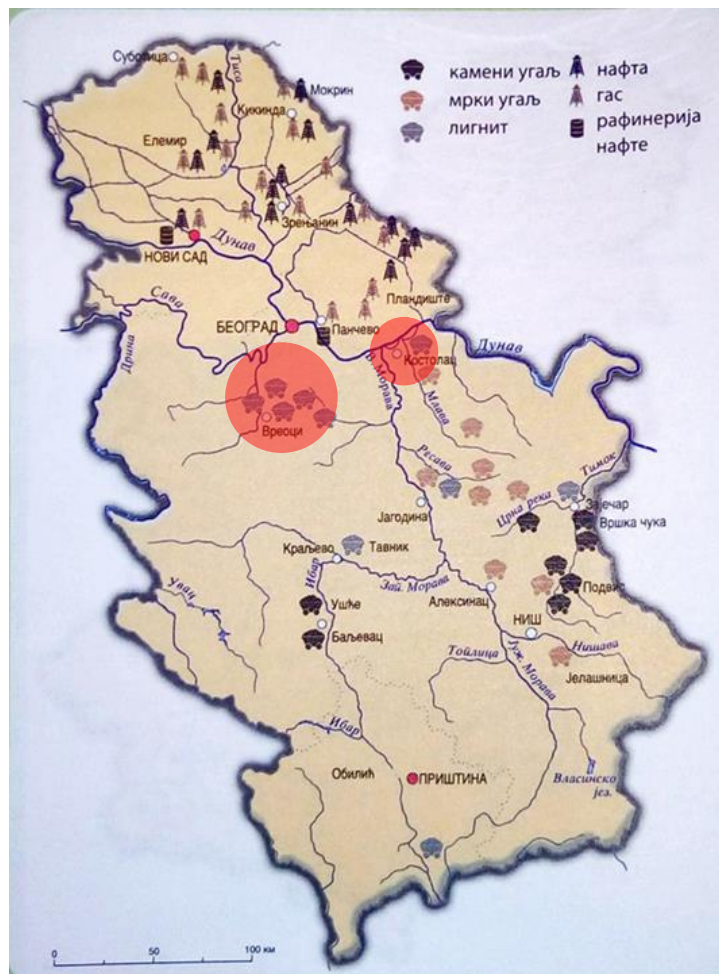 камени угаљ
мрки угаљ
лигнит
нафта
гас
рафинерија
нафте
Суботица
Тиса
Мокрин
Кикинда
Елемир
Зрењанин
НОВИ САД
Дунав
Пландиште
Сава
БЕОГРАД
Панчево
Дунав
Дрина
Костолац
Морава
Млава
Вреоци
Ресава
Тимок
Црна река
Зајечар
Вршка чука
Јагодина
Краљево
Тавник
Ибар
Зап. Морава
Увац
Ушће
Алексинац
Подвис
Баљевац
НИШ
Нишава
Топлица
Јуж. Морава
Јелашница
Ибар
Обилић
ПРИШТИНА
Власинско
јез.
0 50 100 км